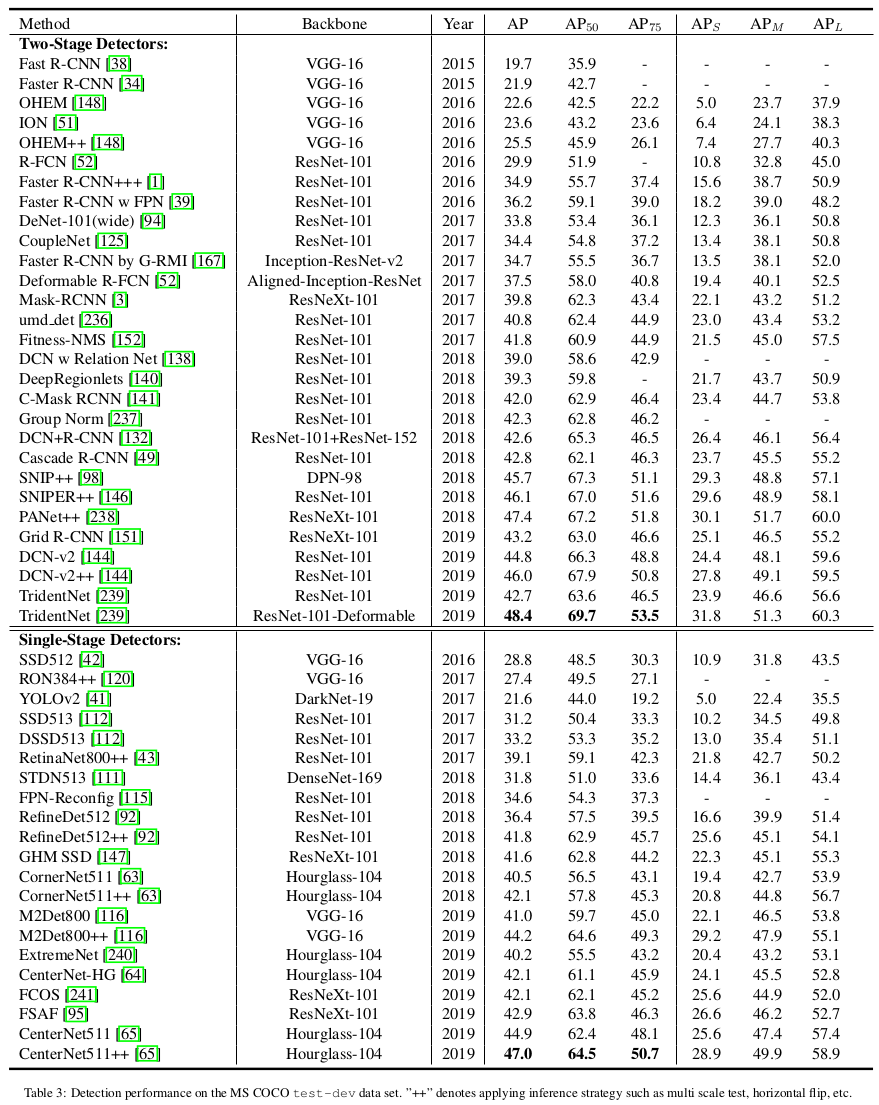 Method Backbone Year AP AP50 AP75 APS APM APL
Two-Stage Detectors:
Fast R-CNN [38] VGG-16 2015 19.7 35.9 - - - -
Faster R-CNN [34] VGG-16 2015 21.9 42.7 - - - -
OHEM [148] VGG-16 2016 22.6 42.5 22.2 5.0 23.7 37.9
ION [51] VGG-16 2016 23.6 43.2 23.6 6.4 24.1 38.3
OHEM++ [148] VGG-16 2016 25.5 45.9 26.1 7.4 27.7 40.3
R-FCN [52] ResNet-101 2016 29.9 51.9 - 10.8 32.8 45.0
Faster R-CNN+++ [1] ResNet-101 2016 34.9 55.7 37.4 15.6 38.7 50.9
Faster R-CNN w FPN [39] ResNet-101 2016 36.2 59.1 39.0 18.2 39.0 48.2
DeNet-101(wide) [94] ResNet-101 2017 33.8 53.4 36.1 12.3 36.1 50.8
CoupleNet [125] ResNet-101 2017 34.4 54.8 37.2 13.4 38.1 50.8
Faster R-CNN by G-RMI [167] Inception-ResNet-v2 2017 34.7 55.5 36.7 13.5 38.1 52.0
Deformable R-FCN [52] Aligned-Inception-ResNet 2017 37.5 58.0 40.8 19.4 40.1 52.5
Mask-RCNN [3] ResNeXt-101 2017 39.8 62.3 43.4 22.1 43.2 51.2
umd_det [236] ResNet-101 2017 40.8 62.4 44.9 23.0 43.4 53.2
Fitness-NMS [152] ResNet-101 2017 41.8 60.9 44.9 21.5 45.0 57.5
DCN w Relation Net [138] ResNet-101 2018 39.0 58.6 42.9 - - -
DeepRegionlets [140] ResNet-101 2018 39.3 59.8 - 21.7 43.7 50.9
C-Mask RCNN [141] ResNet-101 2018 42.0 62.9 46.4 23.4 44.7 53.8
Group Norm [237] ResNet-101 2018 42.3 62.8 46.2 - - -
DCN+R-CNN [132] ResNet-101+ResNet-152 2018 42.6 65.3 46.5 26.4 46.1 56.4
Cascade R-CNN [49] ResNet-101 2018 42.8 62.1 46.3 23.7 45.5 55.2
SNIP++ [98] DPN-98 2018 45.7 67.3 51.1 29.3 48.8 57.1
SNIPER++ [146] ResNet-101 2018 46.1 67.0 51.6 29.6 48.9 58.1
PANet++ [238] ResNeXt-101 2018 47.4 67.2 51.8 30.1 51.7 60.0
Grid R-CNN [151] ResNeXt-101 2019 43.2 63.0 46.6 25.1 46.5 55.2
DCN-v2 [144] ResNet-101 2019 44.8 66.3 48.8 24.4 48.1 59.6
DCN-v2++ [144] ResNet-101 2019 46.0 67.9 50.8 27.8 49.1 59.5
TridentNet [239] ResNet-101 2019 42.7 63.6 46.5 23.9 46.6 56.6
TridentNet [239] ResNet-101-Deformable 2019 48.4 69.7 53.5 31.8 51.3 60.3
Single-Stage Detectors:
SSD512 [42] VGG-16 2016 28.8 48.5 30.3 10.9 31.8 43.5
RON384++ [120] VGG-16 2017 27.4 49.5 27.1 - - -
YOLOv2 [41] DarkNet-19 2017 21.6 44.0 19.2 5.0 22.4 35.5
SSD513 [112] ResNet-101 2017 31.2 50.4 33.3 10.2 34.5 49.8
DSSD513 [112] ResNet-101 2017 33.2 53.3 35.2 13.0 35.4 51.1
RetinaNet800++ [43] ResNet-101 2017 39.1 59.1 42.3 21.8 42.7 50.2
STDN513 [111] DenseNet-169 2018 31.8 51.0 33.6 14.4 36.1 43.4
FPN-Reconfig [115] ResNet-101 2018 34.6 54.3 37.3 - - -
RefineDet512 [92] ResNet-101 2018 36.4 57.5 39.5 16.6 39.9 51.4
RefineDet512++ [92] ResNet-101 2018 41.8 62.9 45.7 25.6 45.1 54.1
GHM SSD [147] ResNeXt-101 2018 41.6 62.8 44.2 22.3 45.1 55.3
CornerNet511 [63] Hourglass-104 2018 40.5 56.5 43.1 19.4 42.7 53.9
CornerNet511++ [63] Hourglass-104 2018 42.1 57.8 45.3 20.8 44.8 56.7
M2Det800 [116] VGG-16 2019 41.0 59.7 45.0 22.1 46.5 53.8
M2Det800++ [116] VGG-16 2019 44.2 64.6 49.3 29.2 47.9 55.1
ExtremeNet [240] Hourglass-104 2019 40.2 55.5 43.2 20.4 43.2 53.1
CenterNet-HG [64] Hourglass-104 2019 42.1 61.1 45.9 24.1 45.5 52.8
FCOS [241] ResNeXt-101 2019 42.1 62.1 45.2 25.6 44.9 52.0
FSAF [95] ResNeXt-101 2019 42.9 63.8 46.3 26.6 46.2 52.7
CenterNet511 [65] Hourglass-104 2019 44.9 62.4 48.1 25.6 47.4 57.4
CenterNet511++ [65] Hourglass-104 2019 47.0 64.5 50.7 28.9 49.9 58.9
Table 3: Detection performance on the MS COCO test-dev data set. "++" denotes applying inference strategy such as multi scale test, horizontal flip, etc.